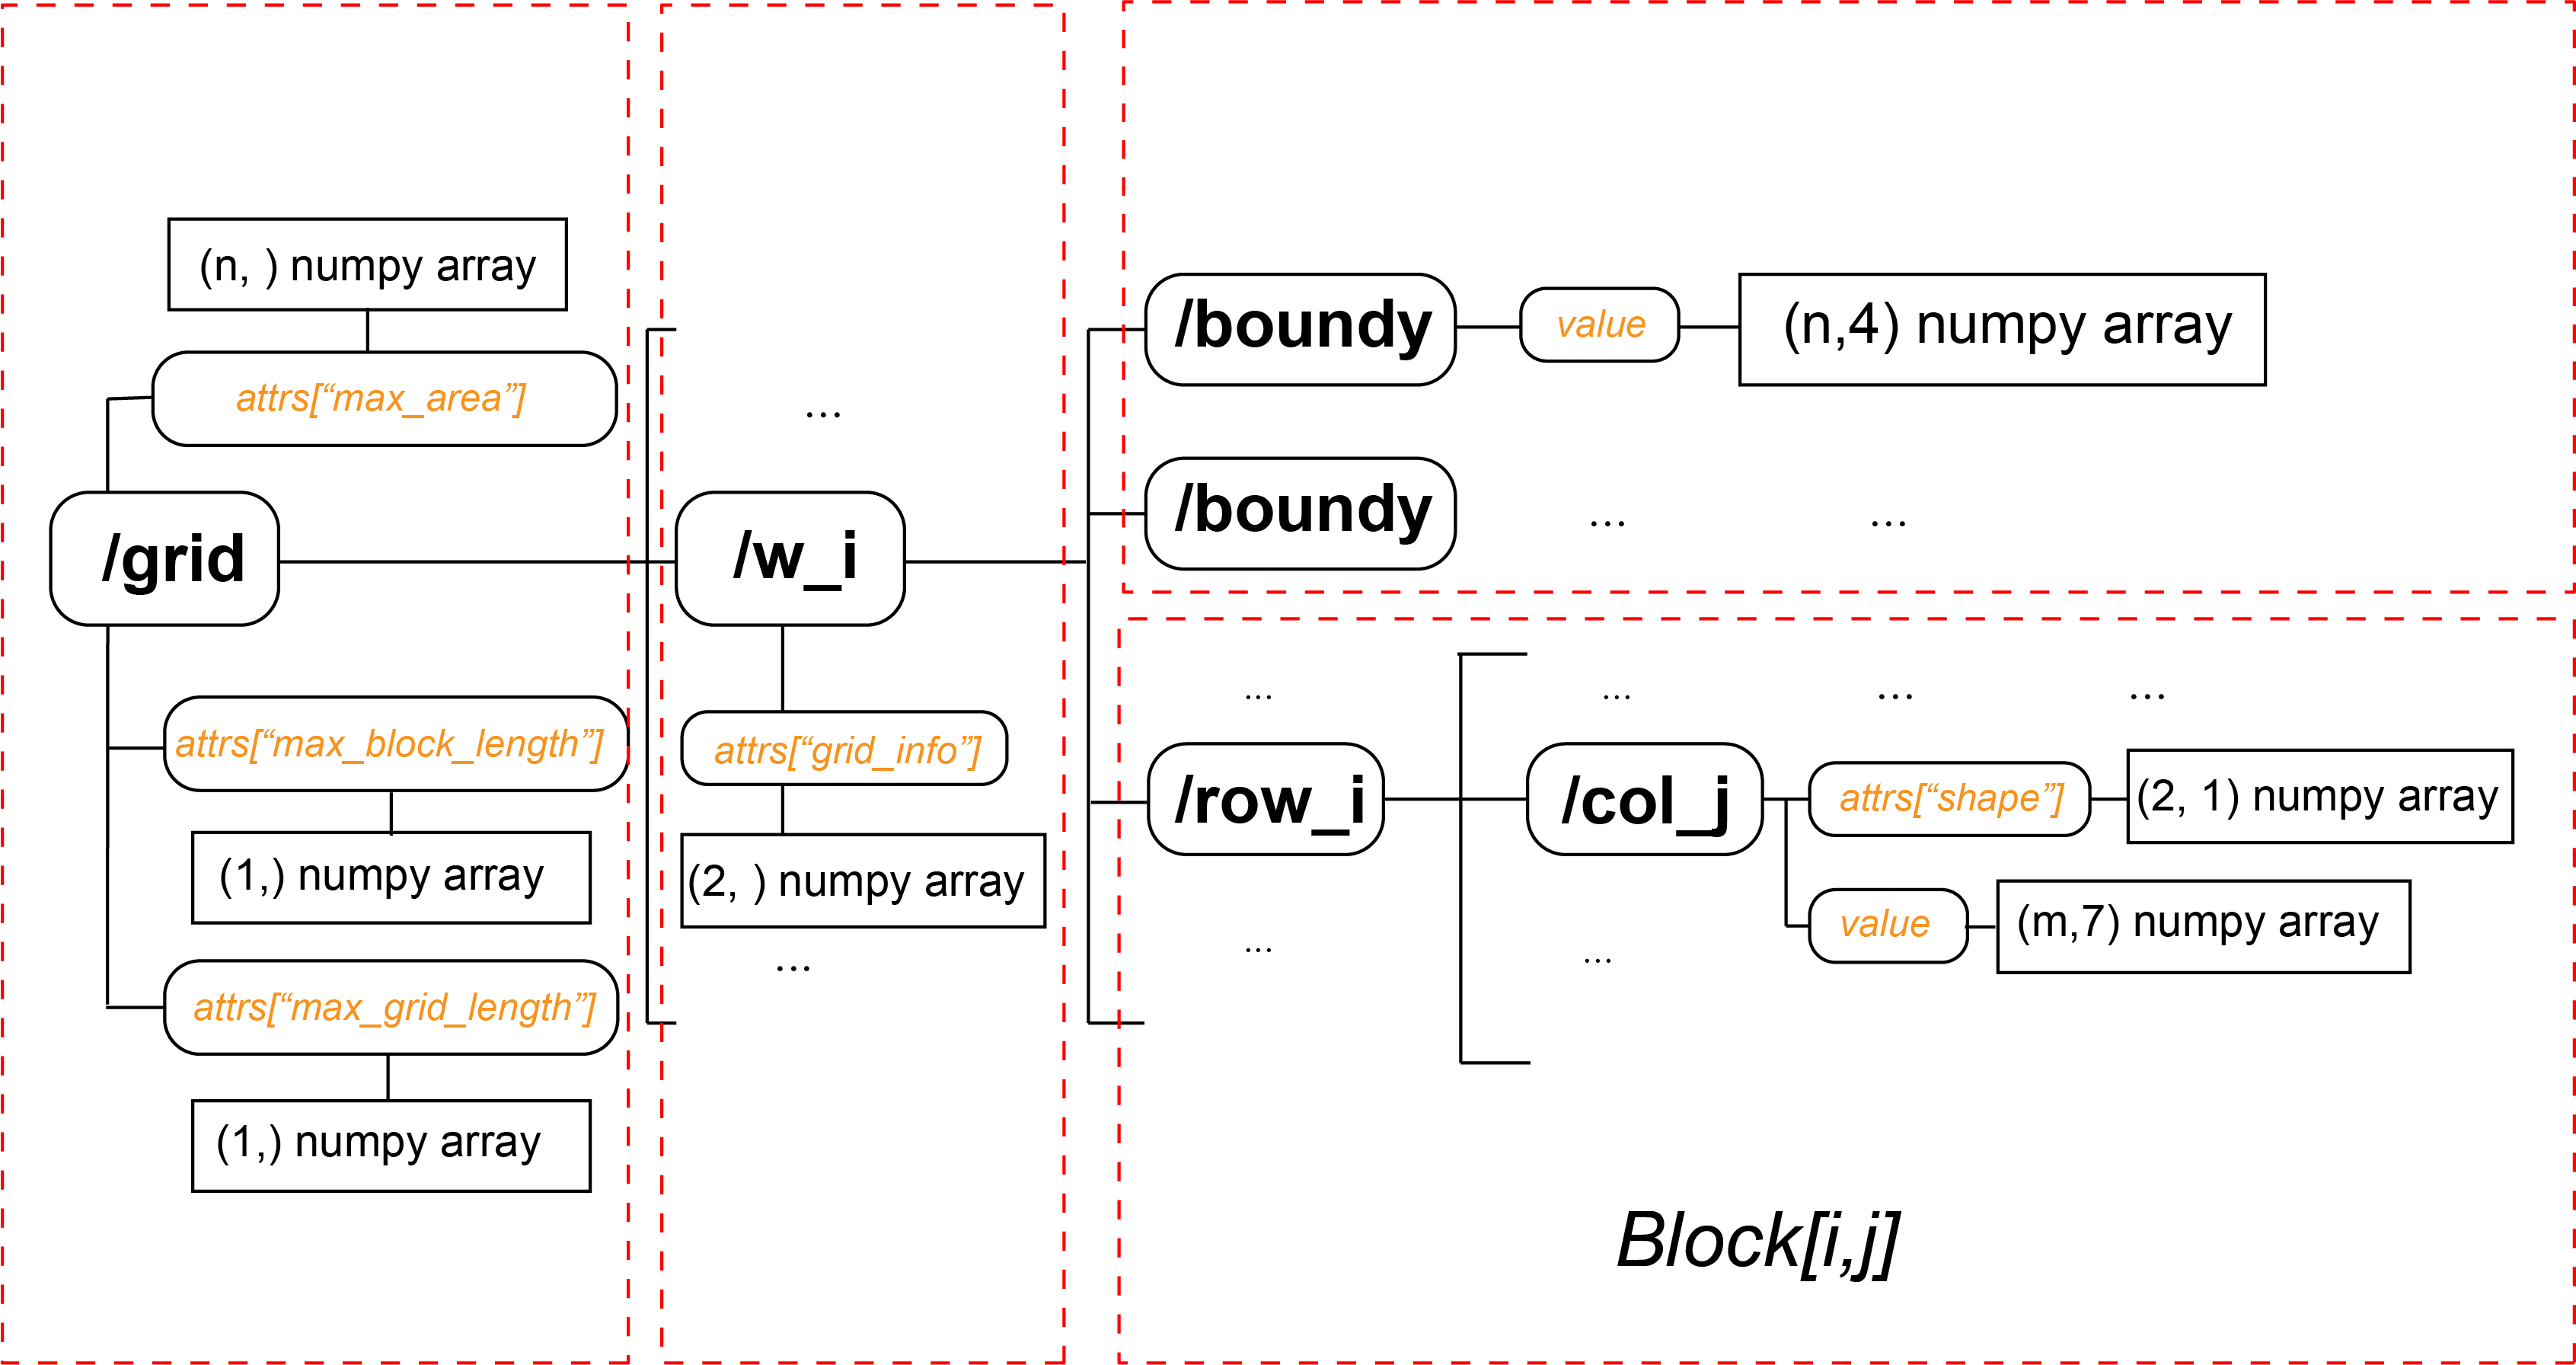 (n, ) numpy array
attrs[“max_area”]
/grid
attrs[“max_block_length”]
(1,) numpy array
attrs[“max_grid_length”]
(1,) numpy array
...
/w_i
attrs[“grid_info”]
(2, ) numpy array
...
/boundy
value
(n,4) numpy array
/boundy
...
...
...
...
...
...
/row_i
/col_j
attrs[“shape”]
(2, 1) numpy array
value
(m,7) numpy array
...
...
Block[i,j]